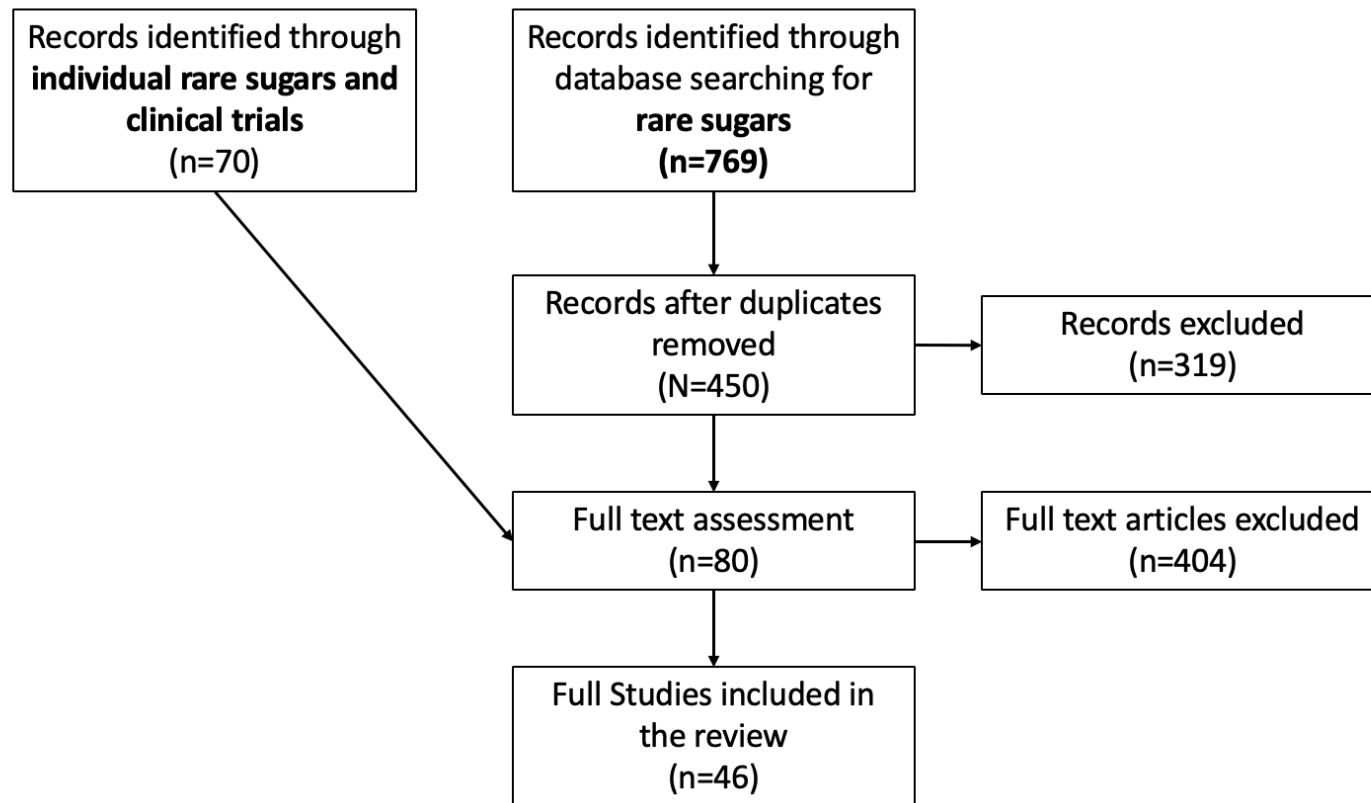 Records identified through
individual rare sugars and
clinical trials
(n=70)
Records identified through
database searching for
rare sugars
(n=769)
Records after duplicates
removed
(N=450)
Records excluded
(n=319)
Full text assessment
(n=80)
Full text articles excluded
(n=404)
Full Studies included in
the review
(n=46)